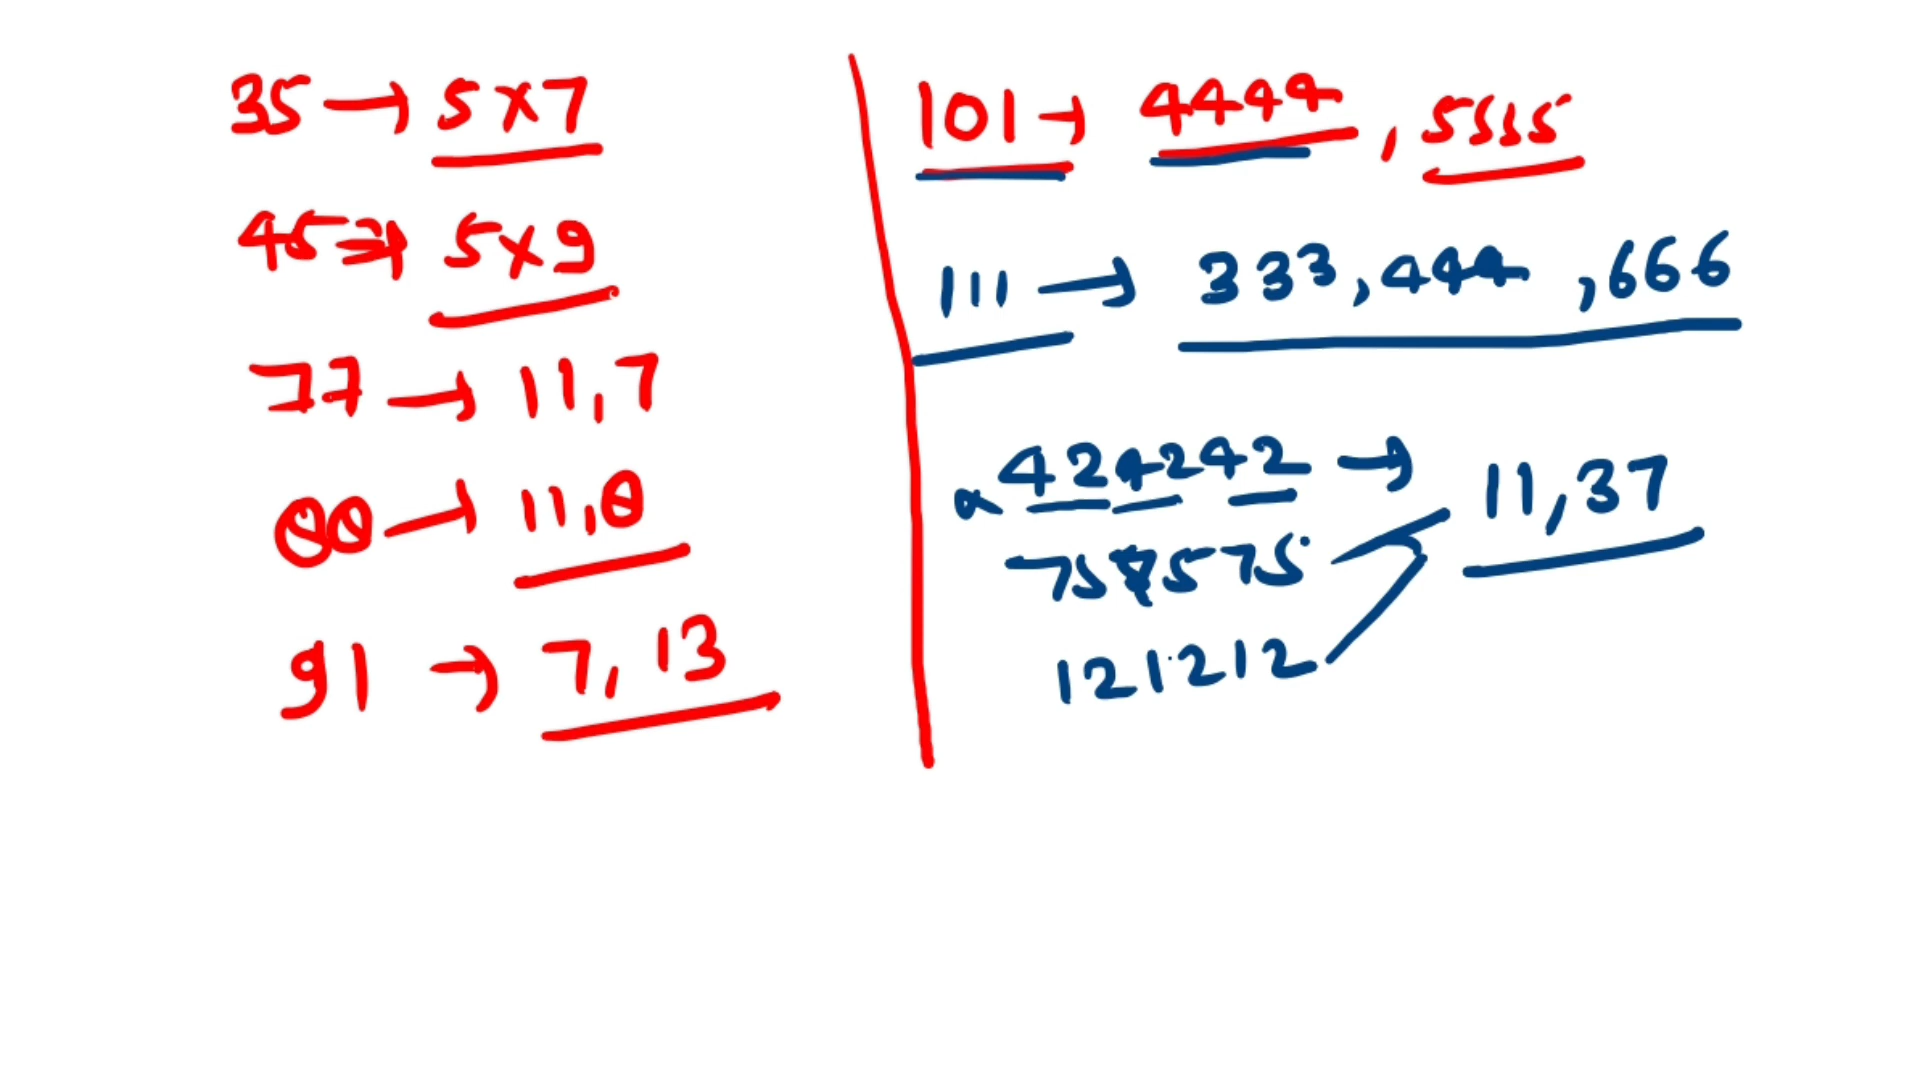 35 → 5 × 7
45 → 5 × 9
77 → 11, 7
88 → 11, 8
91 → 7, 13
101 → 4444, 5555
111 → 333, 444, 666
424242 → 11, 37
757575
121212